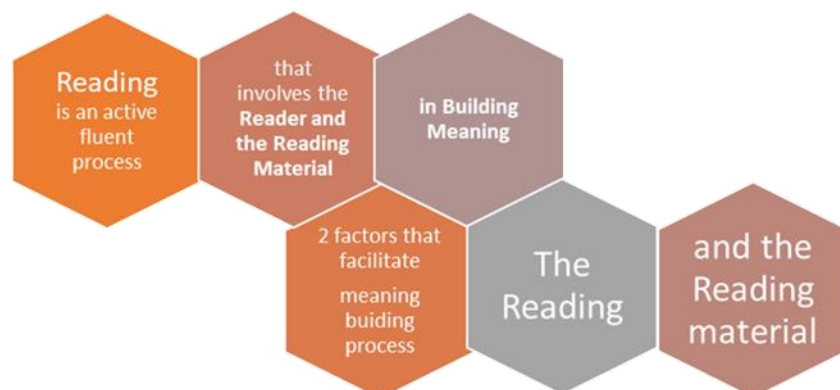 Reading
is an active
fluent
process
that
involves the
Reader and
the Reading
Material
in Building
Meaning
2 factors that
facilitate
meaning
buiding
process
The
Reading
and the
Reading
material